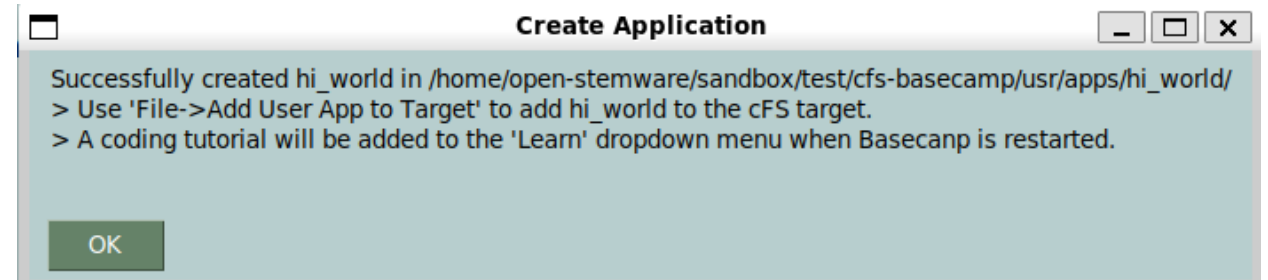 Create Application
Successfully created hi_world in /home/open-stemware/sandbox/test/cfs-basecamp/usr/apps/hi_world/
> Use 'File->Add User App to Target' to add hi_world to the cFS target.
> A coding tutorial will be added to the 'Learn' dropdown menu when Basecanp is restarted.
OK